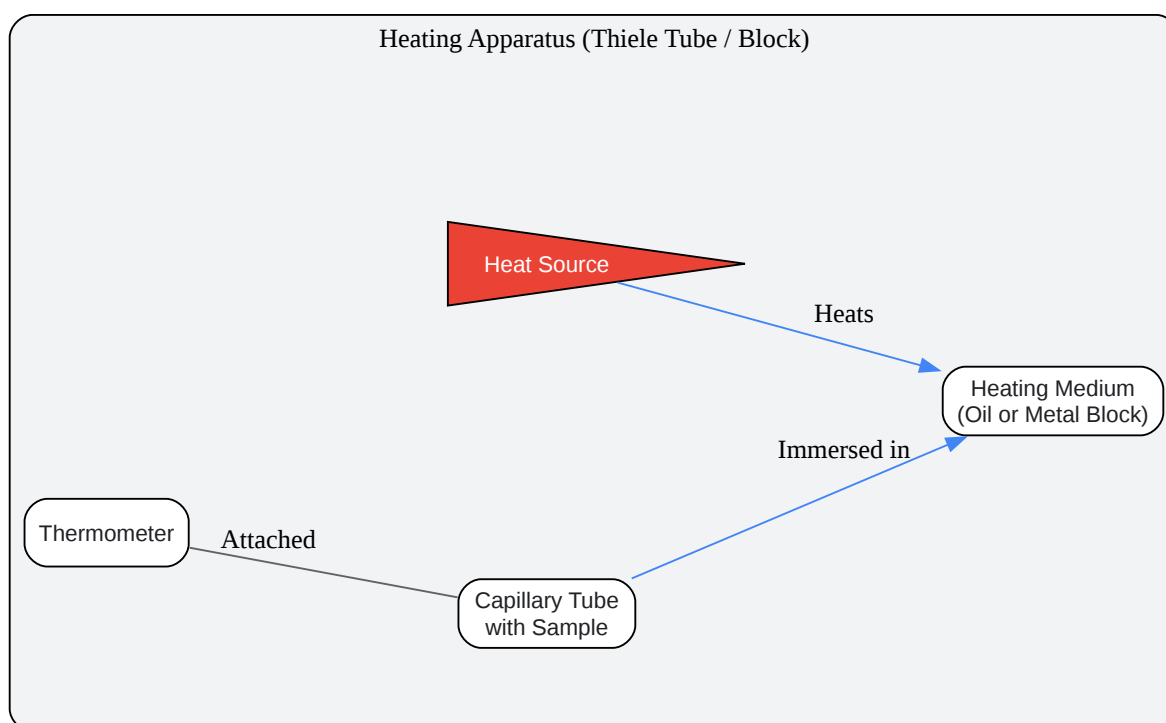 Heating Apparatus (Thiele Tube / Block)
Heat Source
Heats
Heating Medium
(Oil or Metal Block)
Immersed in
Thermometer
Attached
Capillary Tube
with Sample